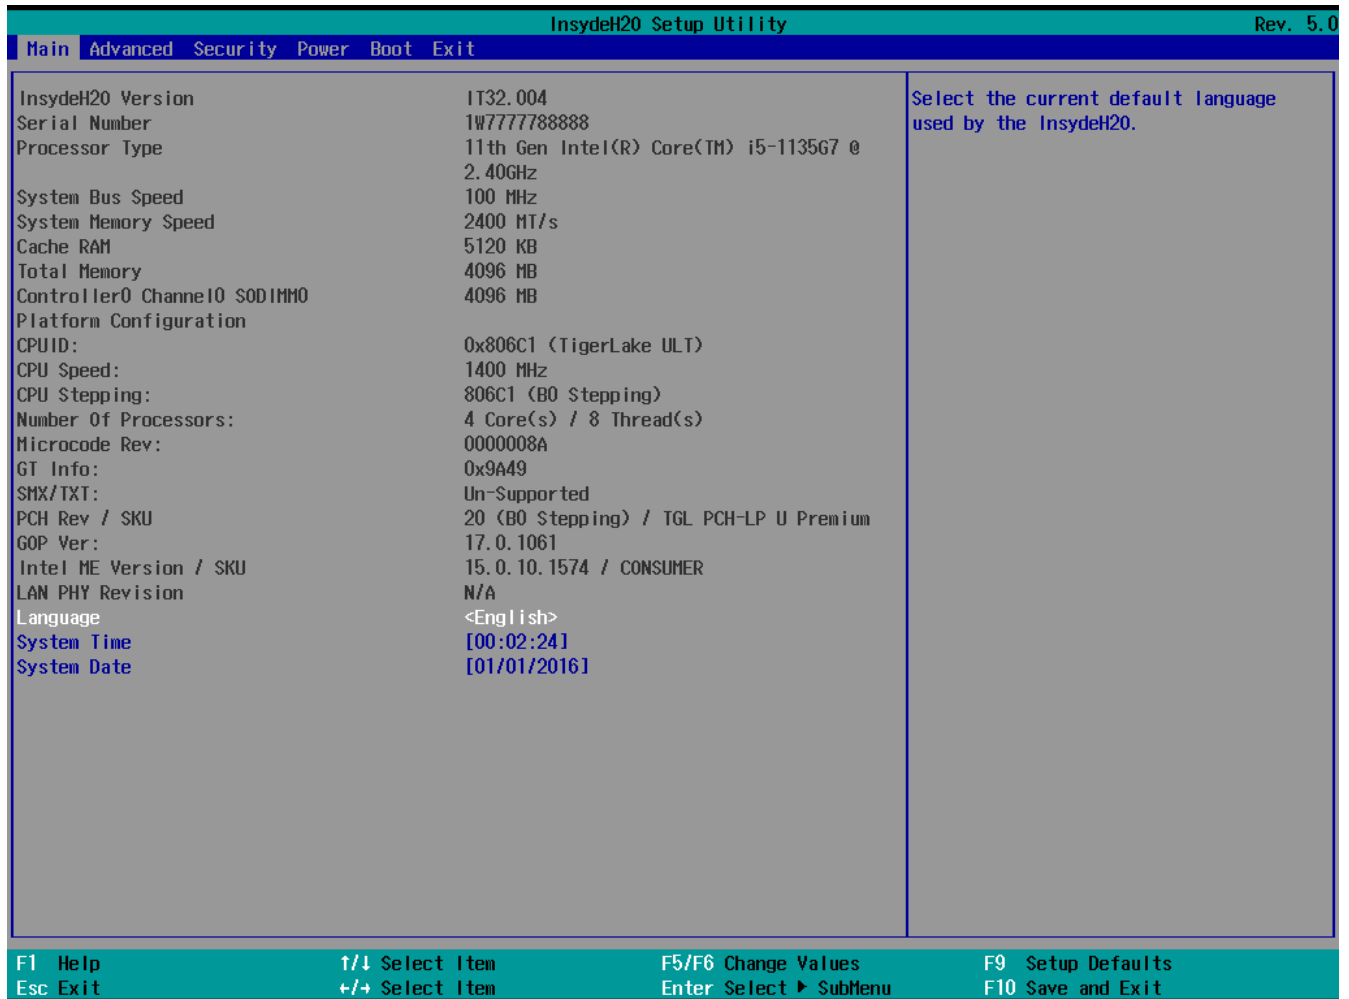 InsydeH20 Setup Utility Rev. 5.0
Main Advanced Security Power Boot Exit
InsydeH20 Version IT32.004
Serial Number 1W7777788888
Processor Type 11th Gen Intel(R) Core(TM) i5-1135G7 @
2.40GHz
System Bus Speed 100 MHz
System Memory Speed 2400 MT/s
Cache RAM 5120 KB
Total Memory 4096 MB
Controller0 Channel0 SODIMM0 4096 MB
Platform Configuration
CPUID: 0x806C1 (TigerLake ULT)
CPU Speed: 1400 MHz
CPU Stepping: 806C1 (B0 Stepping)
Number Of Processors: 4 Core(s) / 8 Thread(s)
Microcode Rev: 0000008A
GT Info: 0x9A49
SMX/TXT: Un-Supported
PCH Rev / SKU 20 (B0 Stepping) / TGL PCH-LP U Premium
GOP Ver: 17.0.1061
Intel ME Version / SKU 15.0.10.1574 / CONSUMER
LAN PHY Revision N/A
Language <English>
System Time [00:02:24]
System Date [01/01/2016]
Select the current default language
used by the InsydeH20.
F1 Help ↑/↓ Select Item F5/F6 Change Values F9 Setup Defaults
Esc Exit ←/→ Select Item Enter Select ▶ SubMenu F10 Save and Exit